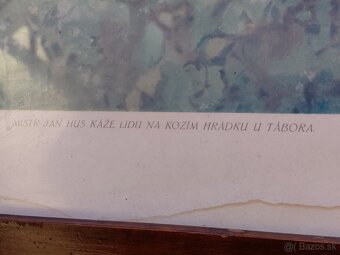 MISTR JAN HUS KÁŽE LIDU NA KOZÍM HRÁDKU U TÁBORA.
Bazos.sk